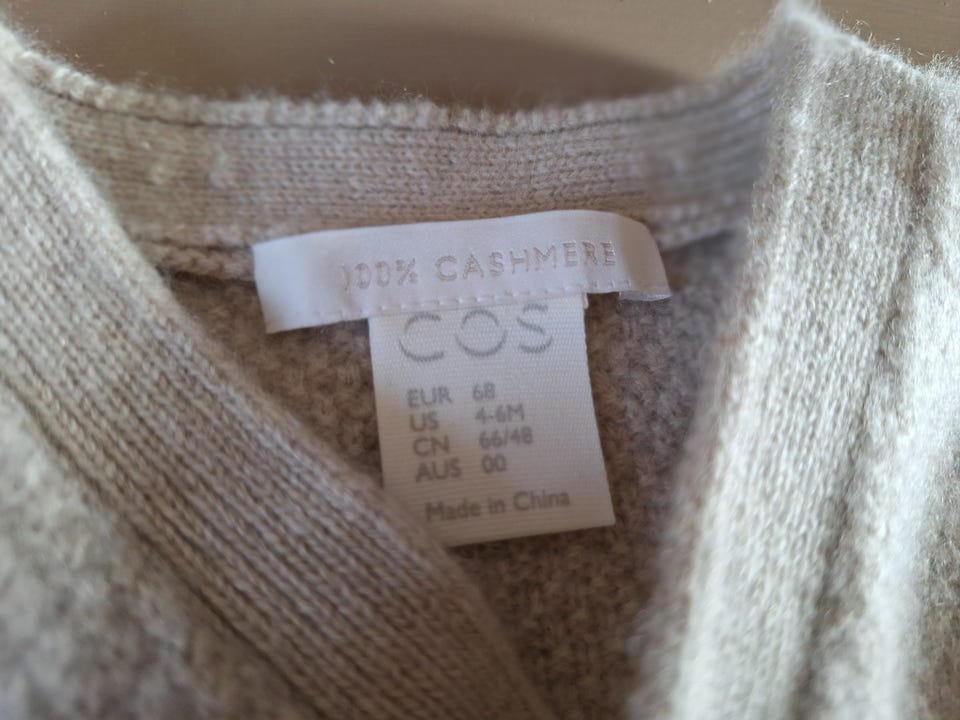 100% CASHMERE
COS
EUR 68
US 4-6M
CN 66/48
AUS 00
Made in China